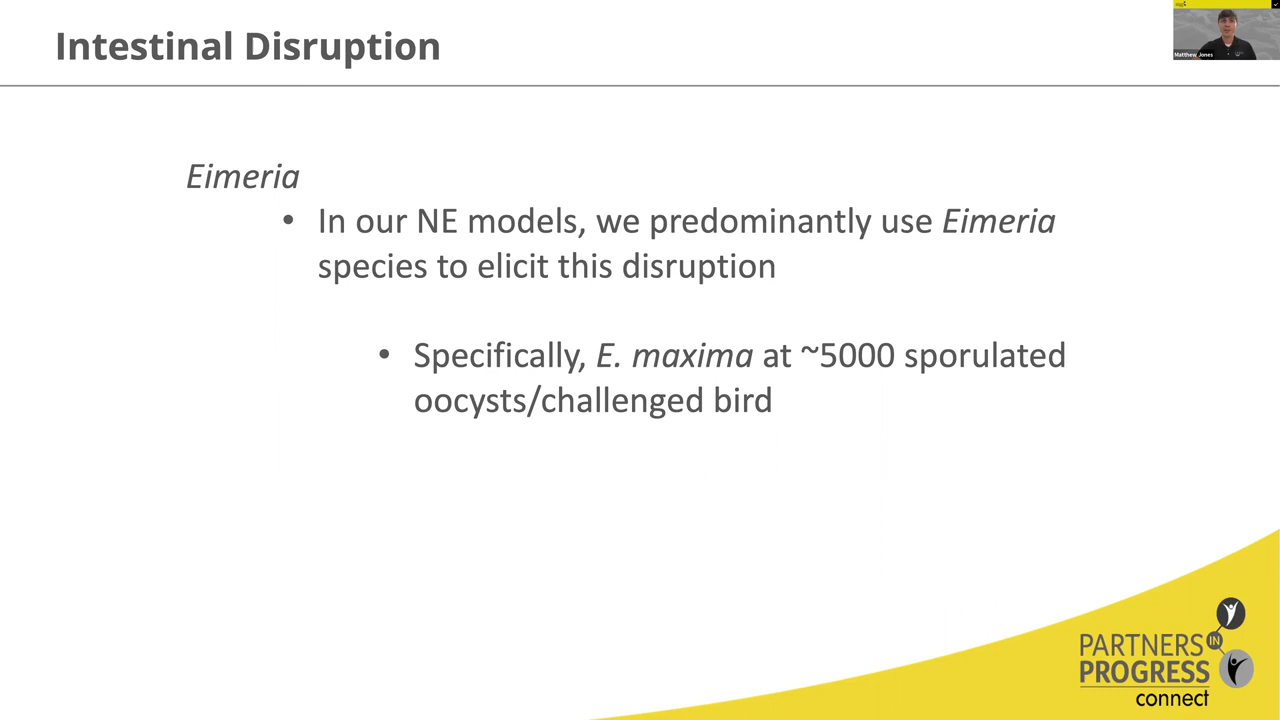 Intestinal Disruption
Matthew Jones
Eimeria
• In our NE models, we predominantly use Eimeria
species to elicit this disruption
• Specifically, E. maxima at ~5000 sporulated
oocysts/challenged bird
PARTNERS IN
PROGRESS
connect